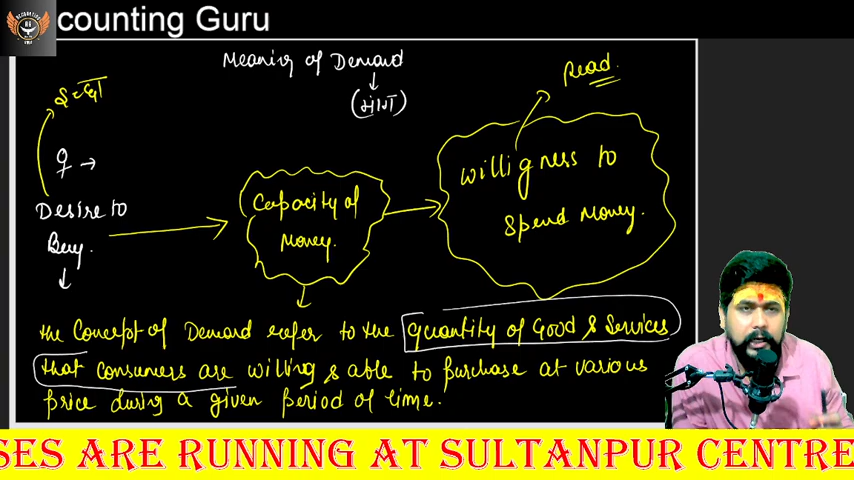 counting Guru
Meaning of Demand
(मांग)
Read.
इच्छा
Desire to
Buy.
Capacity of
Money.
Willigness to
Spend Money.
the Concept of Demand refer to the quantity of Good & Services
that consumers are willing & able to purchase at various
price during a given period of time.
SES ARE RUNNING AT SULTANPUR CENTRE